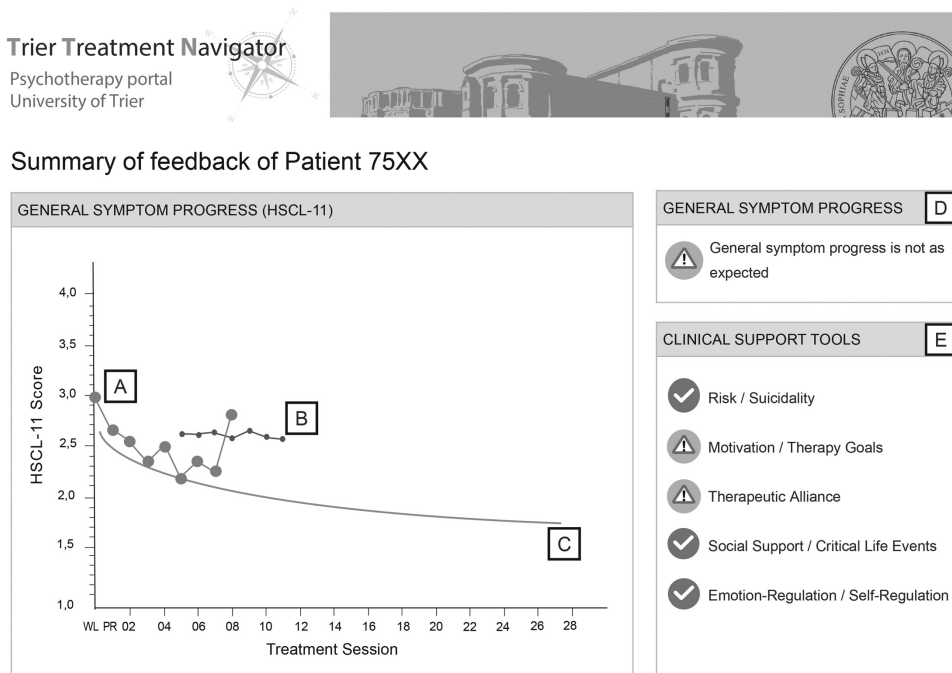 Trier Treatment Navigator
Psychotherapy portal
University of Trier
SOPHIAE
Summary of feedback of Patient 75XX
GENERAL SYMPTOM PROGRESS (HSCL-11)
HSCL-11 Score
4,0
3,5
3,0
2,5
2,0
1,5
1,0
A
B
C
WL PR 02 04 06 08 10 12 14 16 18 20 22 24 26 28
Treatment Session
GENERAL SYMPTOM PROGRESS D
General symptom progress is not as
expected
CLINICAL SUPPORT TOOLS E
Risk / Suicidality
Motivation / Therapy Goals
Therapeutic Alliance
Social Support / Critical Life Events
Emotion-Regulation / Self-Regulation